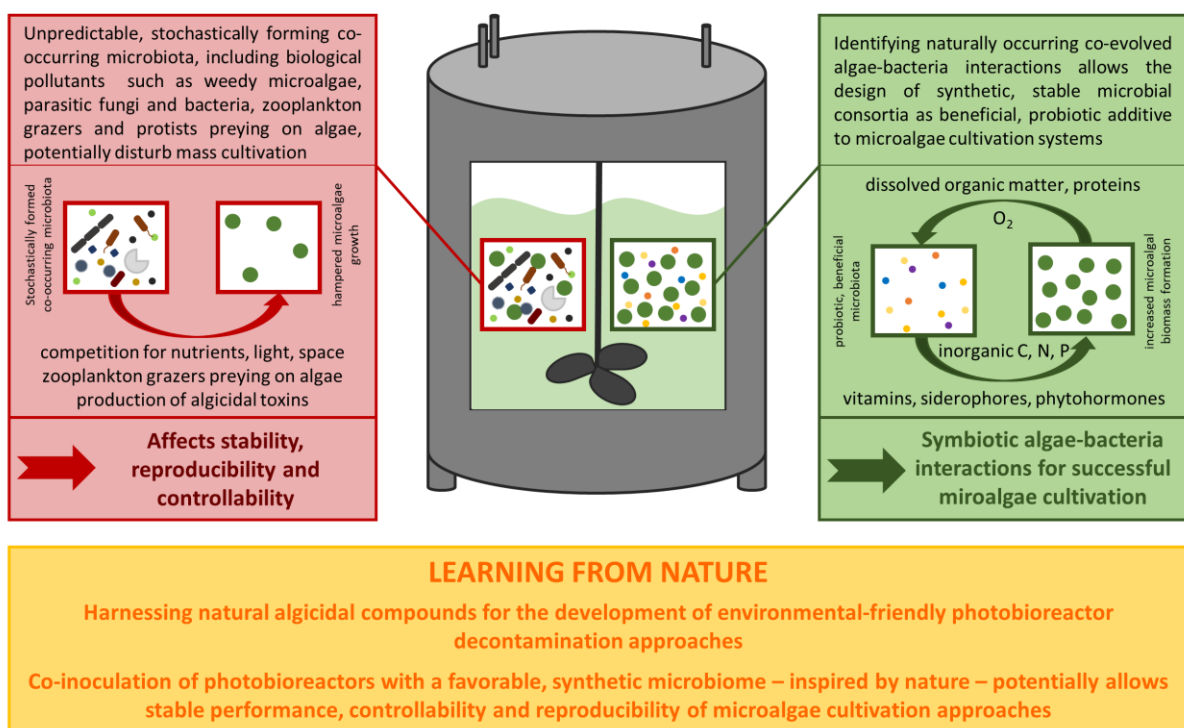 Unpredictable, stochastically forming co-
occurring microbiota, including biological
pollutants such as weedy microalgae,
parasitic fungi and bacteria, zooplankton
grazers and protists preying on algae,
potentially disturb mass cultivation
Stochastically formed
co-occurring microbiota
hampered microalgae
growth
competition for nutrients, light, space
zooplankton grazers preying on algae
production of algicidal toxins
Affects stability,
reproducibility and
controllability
Identifying naturally occurring co-evolved
algae-bacteria interactions allows the
design of synthetic, stable microbial
consortia as beneficial, probiotic additive
to microalgae cultivation systems
dissolved organic matter, proteins
O₂
probiotic, beneficial
microbiota
increased microalgal
biomass formation
inorganic C, N, P
vitamins, siderophores, phytohormones
Symbiotic algae-bacteria
interactions for successful
miroalgae cultivation
LEARNING FROM NATURE
Harnessing natural algicidal compounds for the development of environmental-friendly photobioreactor
decontamination approaches
Co-inoculation of photobioreactors with a favorable, synthetic microbiome – inspired by nature – potentially allows
stable performance, controllability and reproducibility of microalgae cultivation approaches